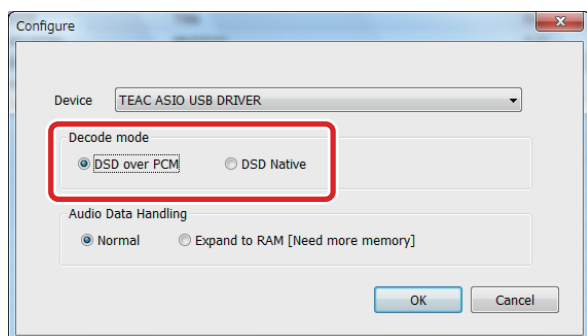 Configure
Device TEAC ASIO USB DRIVER
Decode mode
DSD over PCM DSD Native
Audio Data Handling
Normal Expand to RAM [Need more memory]
OK Cancel